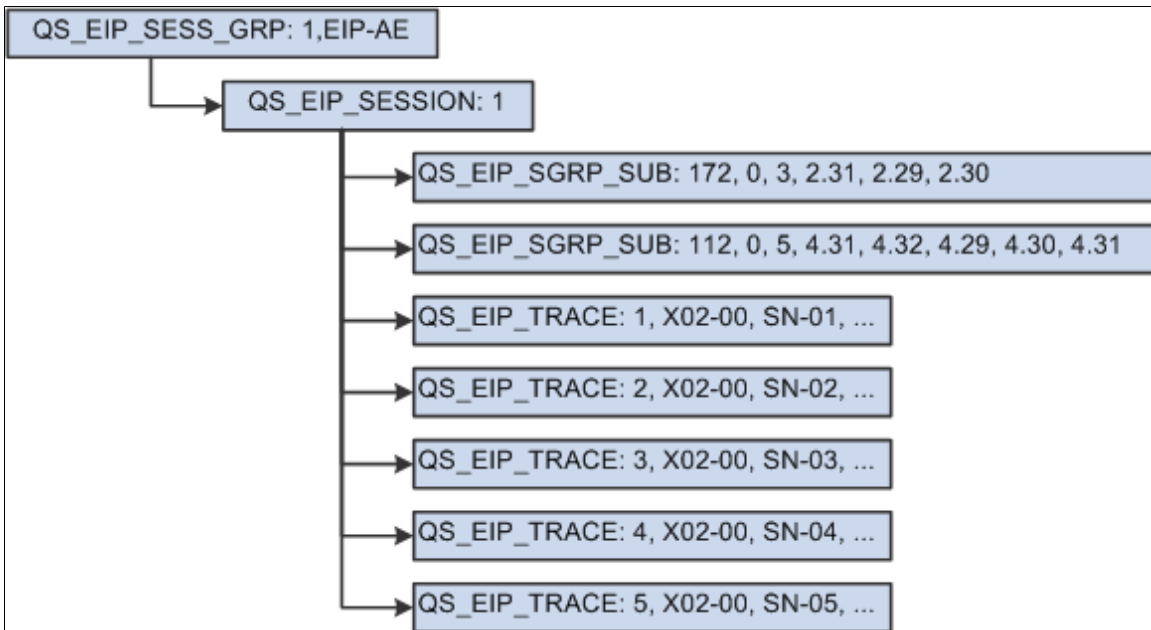 QS_EIP_SESS_GRP: 1,EIP-AE
QS_EIP_SESSION: 1
QS_EIP_SGRP_SUB: 172, 0, 3, 2.31, 2.29, 2.30
QS_EIP_SGRP_SUB: 112, 0, 5, 4.31, 4.32, 4.29, 4.30, 4.31
QS_EIP_TRACE: 1, X02-00, SN-01, ...
QS_EIP_TRACE: 2, X02-00, SN-02, ...
QS_EIP_TRACE: 3, X02-00, SN-03, ...
QS_EIP_TRACE: 4, X02-00, SN-04, ...
QS_EIP_TRACE: 5, X02-00, SN-05, ...